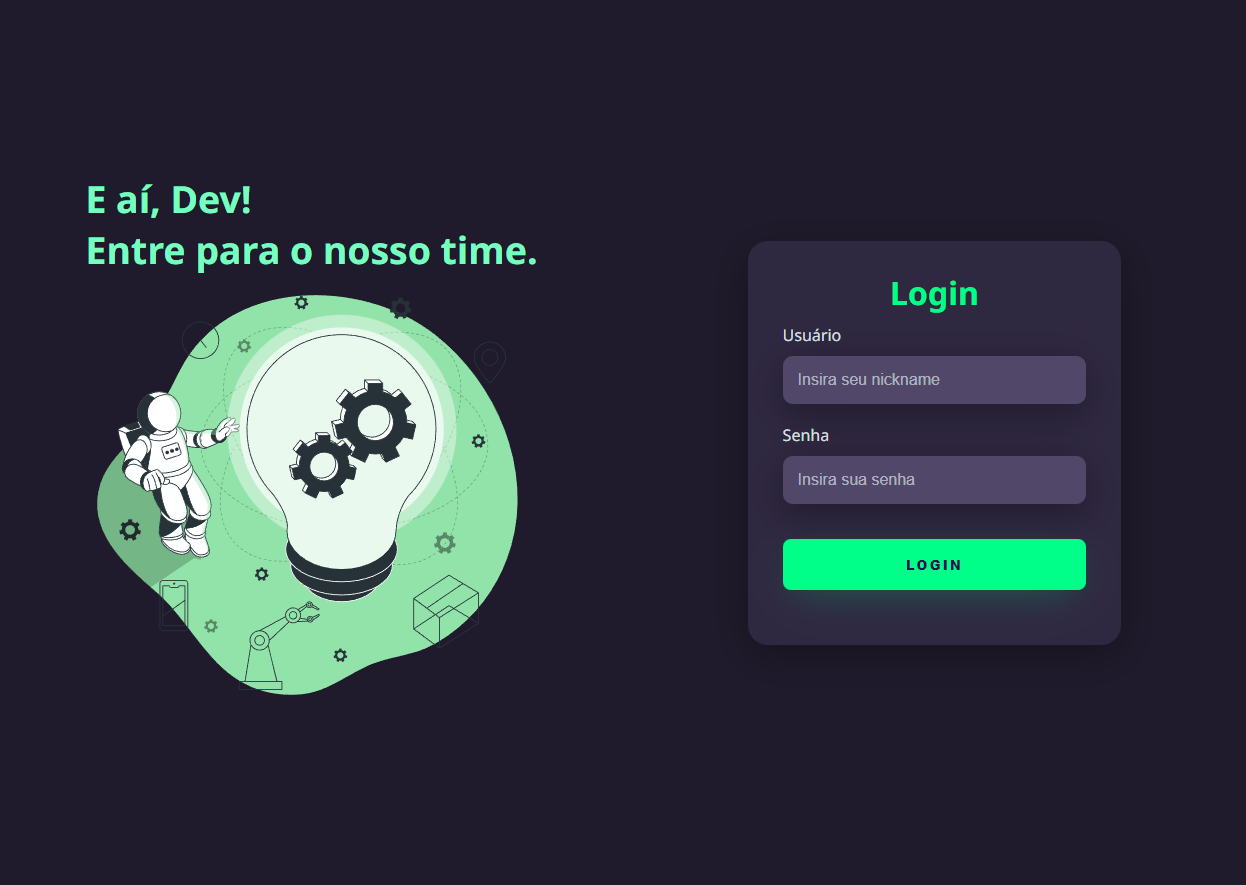 E aí, Dev!
Entre para o nosso time.
Login
Usuário
Insira seu nickname
Senha
Insira sua senha
LOGIN